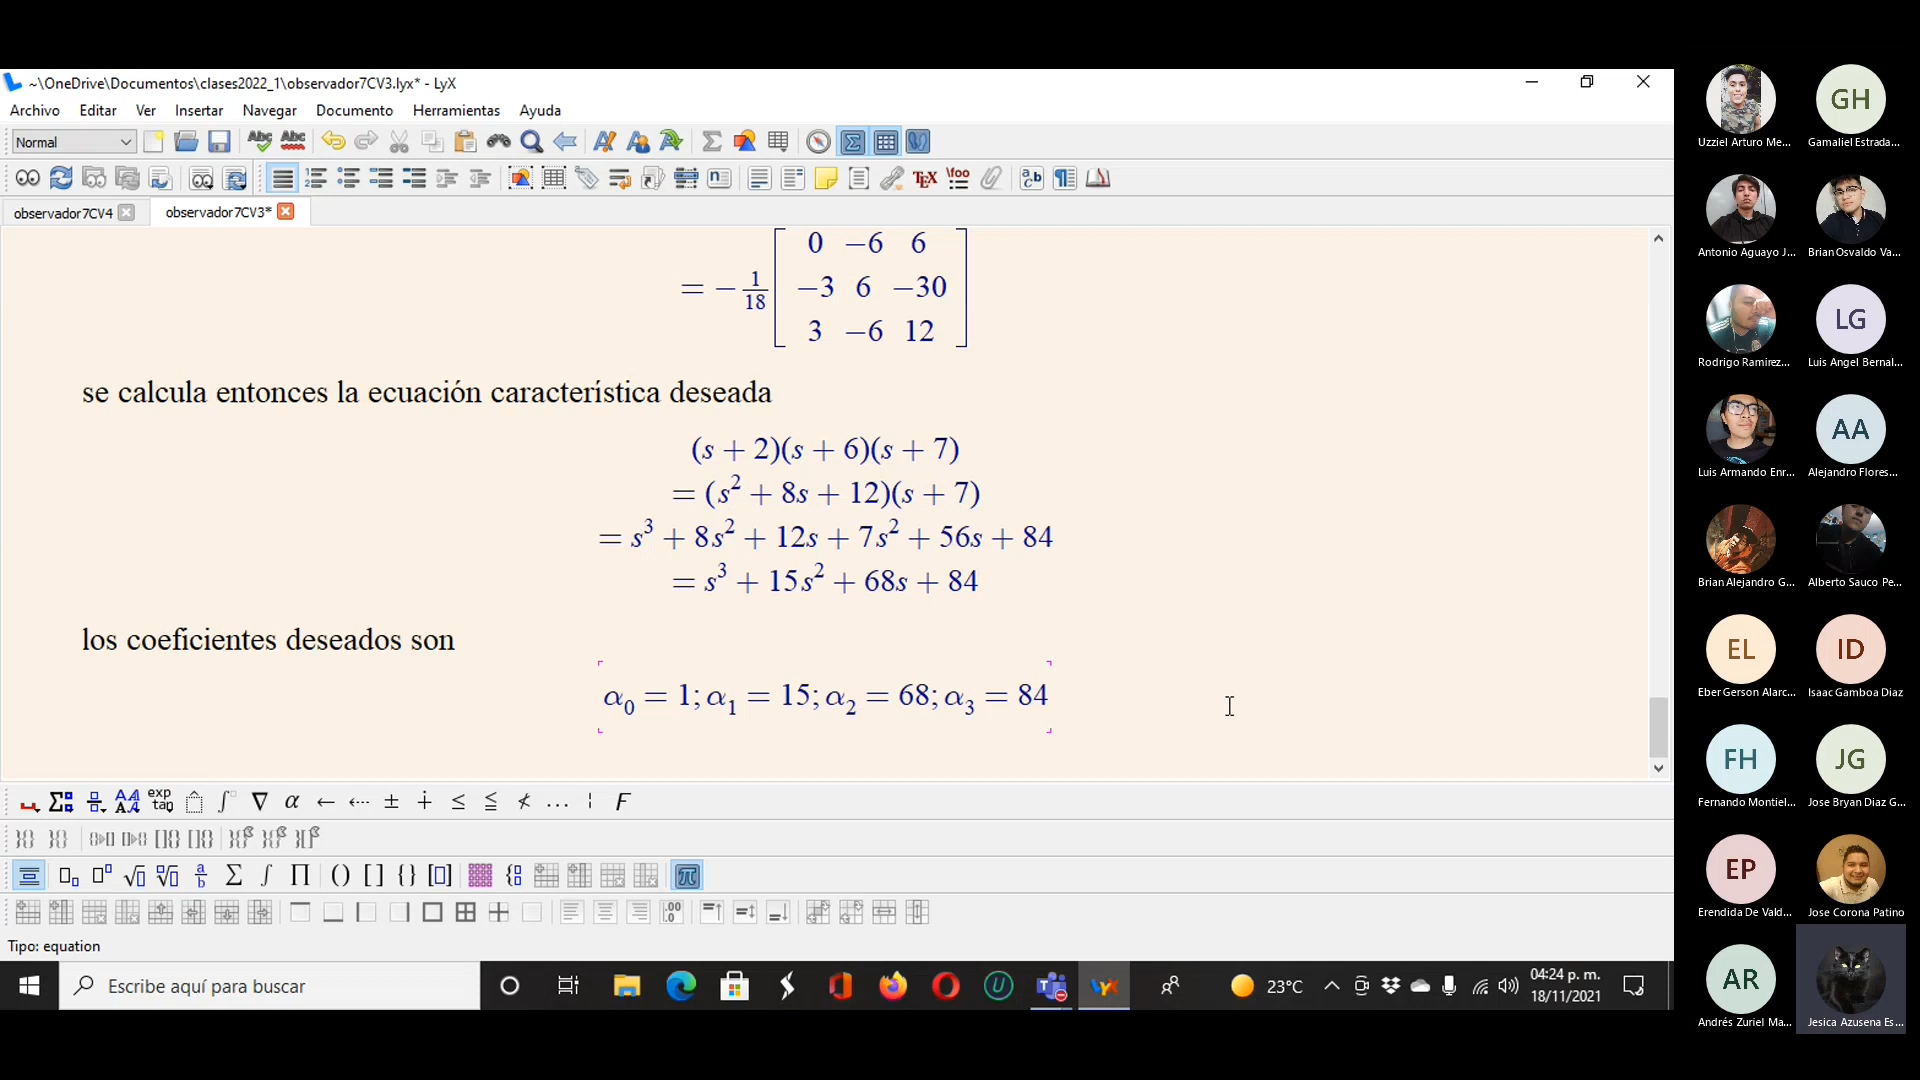 ~\OneDrive\Documentos\clases2022_1\observador7CV3.lyx* - LyX
Archivo Editar Ver Insertar Navegar Documento Herramientas Ayuda
Normal
observador7CV4 observador7CV3*
= − 1/18 [ 0 −6 6
−3 6 −30
3 −6 12 ]
se calcula entonces la ecuación característica deseada
(s + 2)(s + 6)(s + 7)
= (s² + 8s + 12)(s + 7)
= s³ + 8s² + 12s + 7s² + 56s + 84
= s³ + 15s² + 68s + 84
los coeficientes deseados son
α₀ = 1; α₁ = 15; α₂ = 68; α₃ = 84
Tipo: equation
Escribe aquí para buscar
23°C
04:24 p. m.
18/11/2021
GH
Uzziel Arturo Me... Gamaliel Estrada...
Antonio Aguayo J... Brian Osvaldo Va...
LG
Rodrigo Ramirez... Luis Angel Bernal...
AA
Luis Armando Enr... Alejandro Flores...
Brian Alejandro G... Alberto Sauco Pe...
EL ID
Eber Gerson Alarc... Isaac Gamboa Diaz
FH JG
Fernando Montiel... Jose Bryan Diaz G...
EP
Erendida De Vald... Jose Corona Patino
AR
Andrés Zuriel Ma... Jesica Azusena Es...